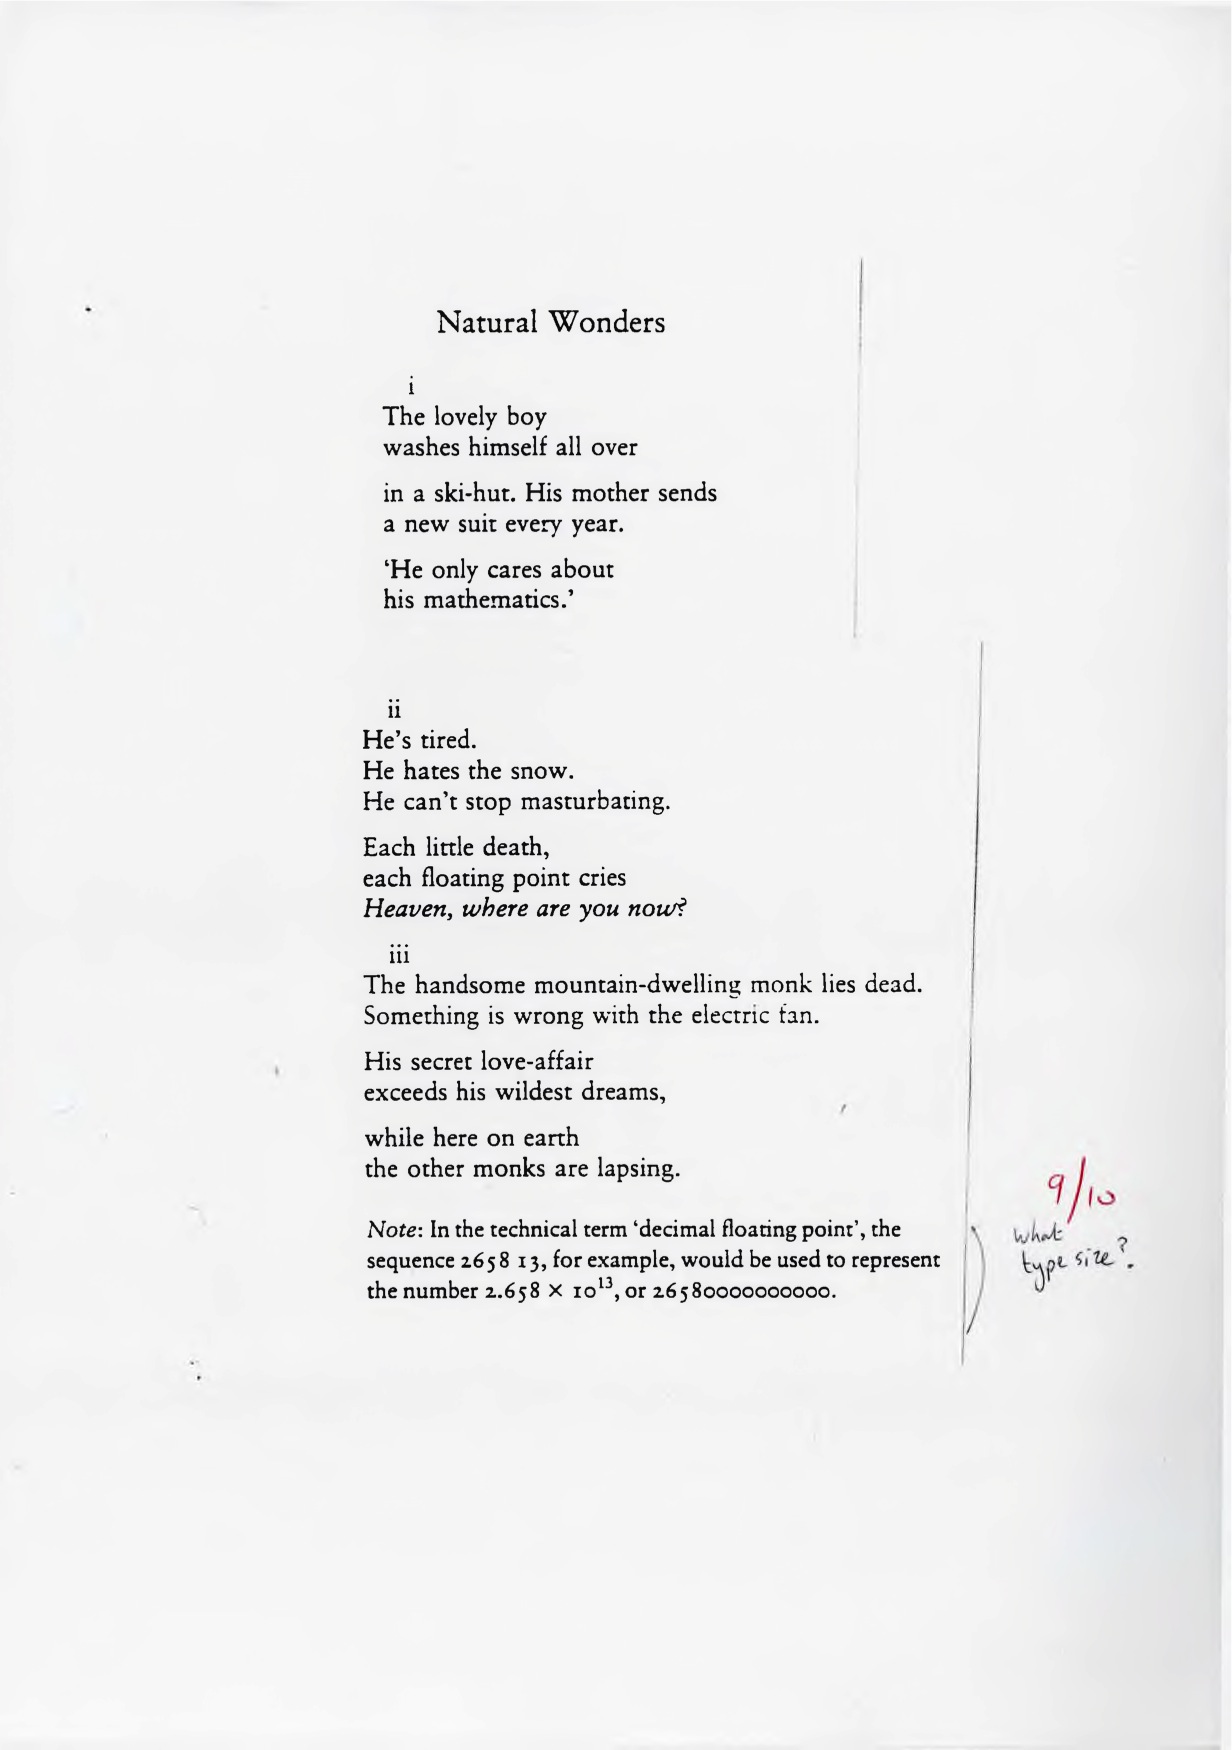 Natural Wonders
i
The lovely boy
washes himself all over
in a ski-hut. His mother sends
a new suit every year.
‘He only cares about
his mathematics.’
ii
He’s tired.
He hates the snow.
He can’t stop masturbating.
Each little death,
each floating point cries
Heaven, where are you now?
iii
The handsome mountain-dwelling monk lies dead.
Something is wrong with the electric fan.
His secret love-affair
exceeds his wildest dreams,
while here on earth
the other monks are lapsing.
Note: In the technical term ‘decimal floating point’, the
sequence 2658 13, for example, would be used to represent
the number 2.658 × 10¹³, or 26580000000000.
9/10
What
type size?